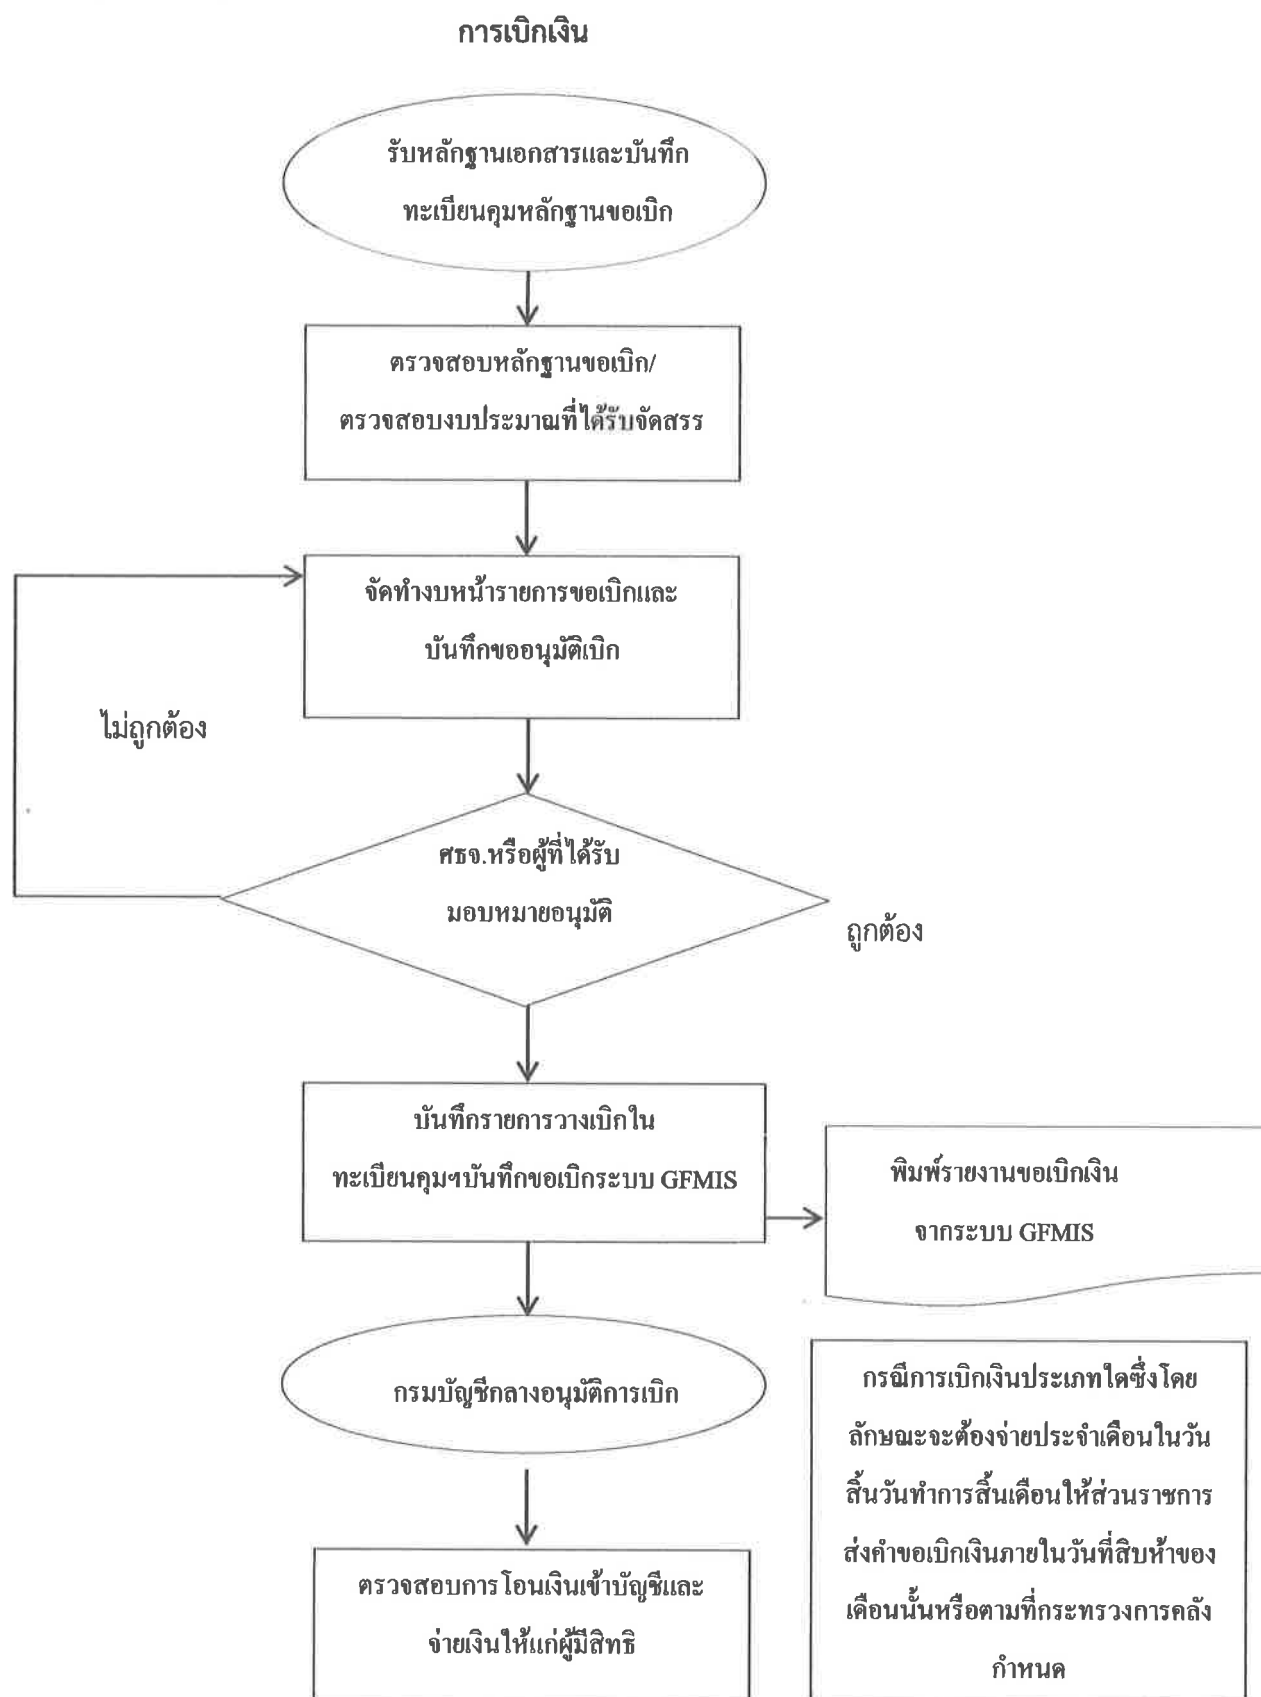 การเบิกเงิน
รับหลักฐานเอกสารและบันทึก
ทะเบียนคุมหลักฐานขอเบิก
ตรวจสอบหลักฐานขอเบิก/
ตรวจสอบงบประมาณที่ได้รับจัดสรร
จัดทำงบหน้ารายการขอเบิกและ
บันทึกขออนุมัติเบิก
ไม่ถูกต้อง
ศธจ.หรือผู้ที่ได้รับ
มอบหมายอนุมัติ
ถูกต้อง
บันทึกรายการวางเบิกใน
ทะเบียนคุมฯบันทึกขอเบิกระบบ GFMIS
พิมพ์รายงานขอเบิกเงิน
จากระบบ GFMIS
กรมบัญชีกลางอนุมัติการเบิก
กรณีการเบิกเงินประเภทใดซึ่งโดย
ลักษณะจะต้องจ่ายประจำเดือนในวัน
สิ้นวันทำการสิ้นเดือนให้ส่วนราชการ
ส่งคำขอเบิกเงินภายในวันที่สิบห้าของ
เดือนนั้นหรือตามที่กระทรวงการคลัง
กำหนด
ตรวจสอบการโอนเงินเข้าบัญชีและ
จ่ายเงินให้แก่ผู้มีสิทธิ